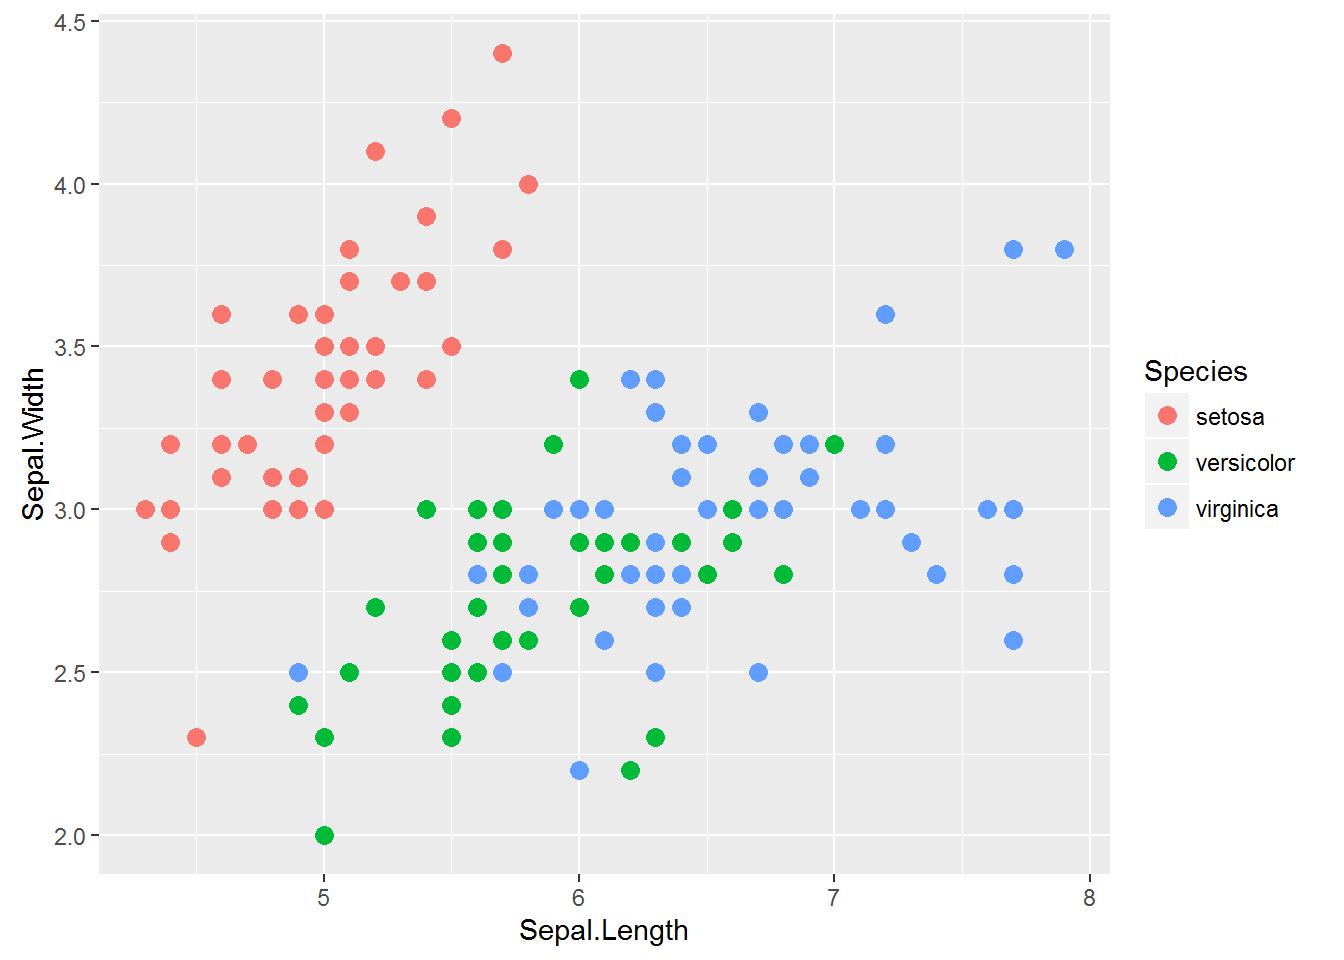 4.5
4.0
3.5
3.0
2.5
2.0
Sepal.Width
5 6 7 8
Sepal.Length
Species
setosa
versicolor
virginica